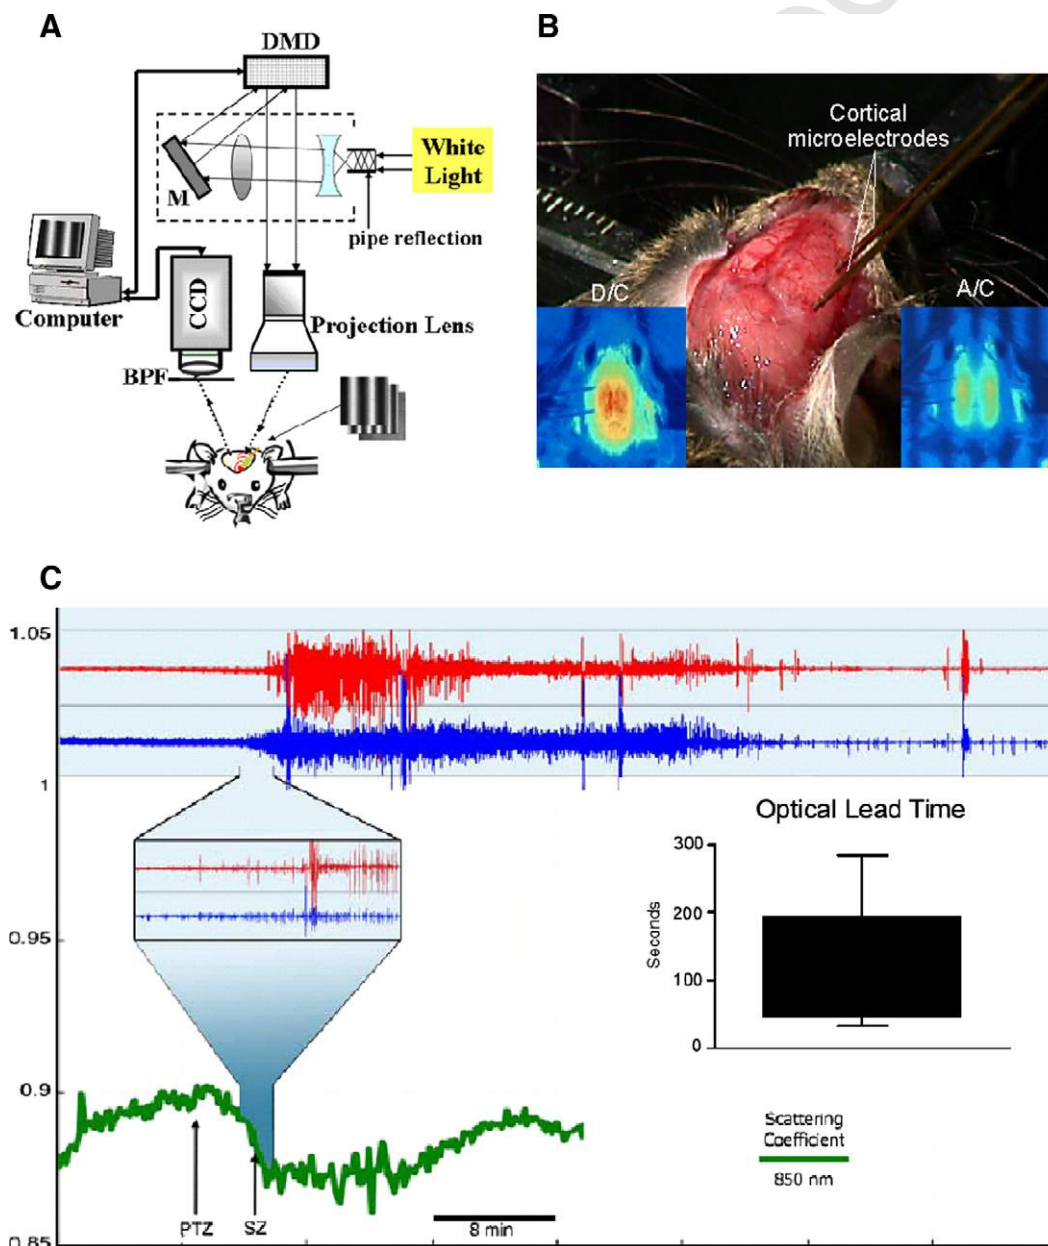 A
DMD
White
Light
M
pipe reflection
CCD
Computer
Projection Lens
BPF
B
Cortical
microelectrodes
D/C
A/C
C
1.05
1
0.95
0.9
0.85
Optical Lead Time
300
200
100
0
Seconds
Scattering
Coefficient
850 nm
PTZ
SZ
8 min